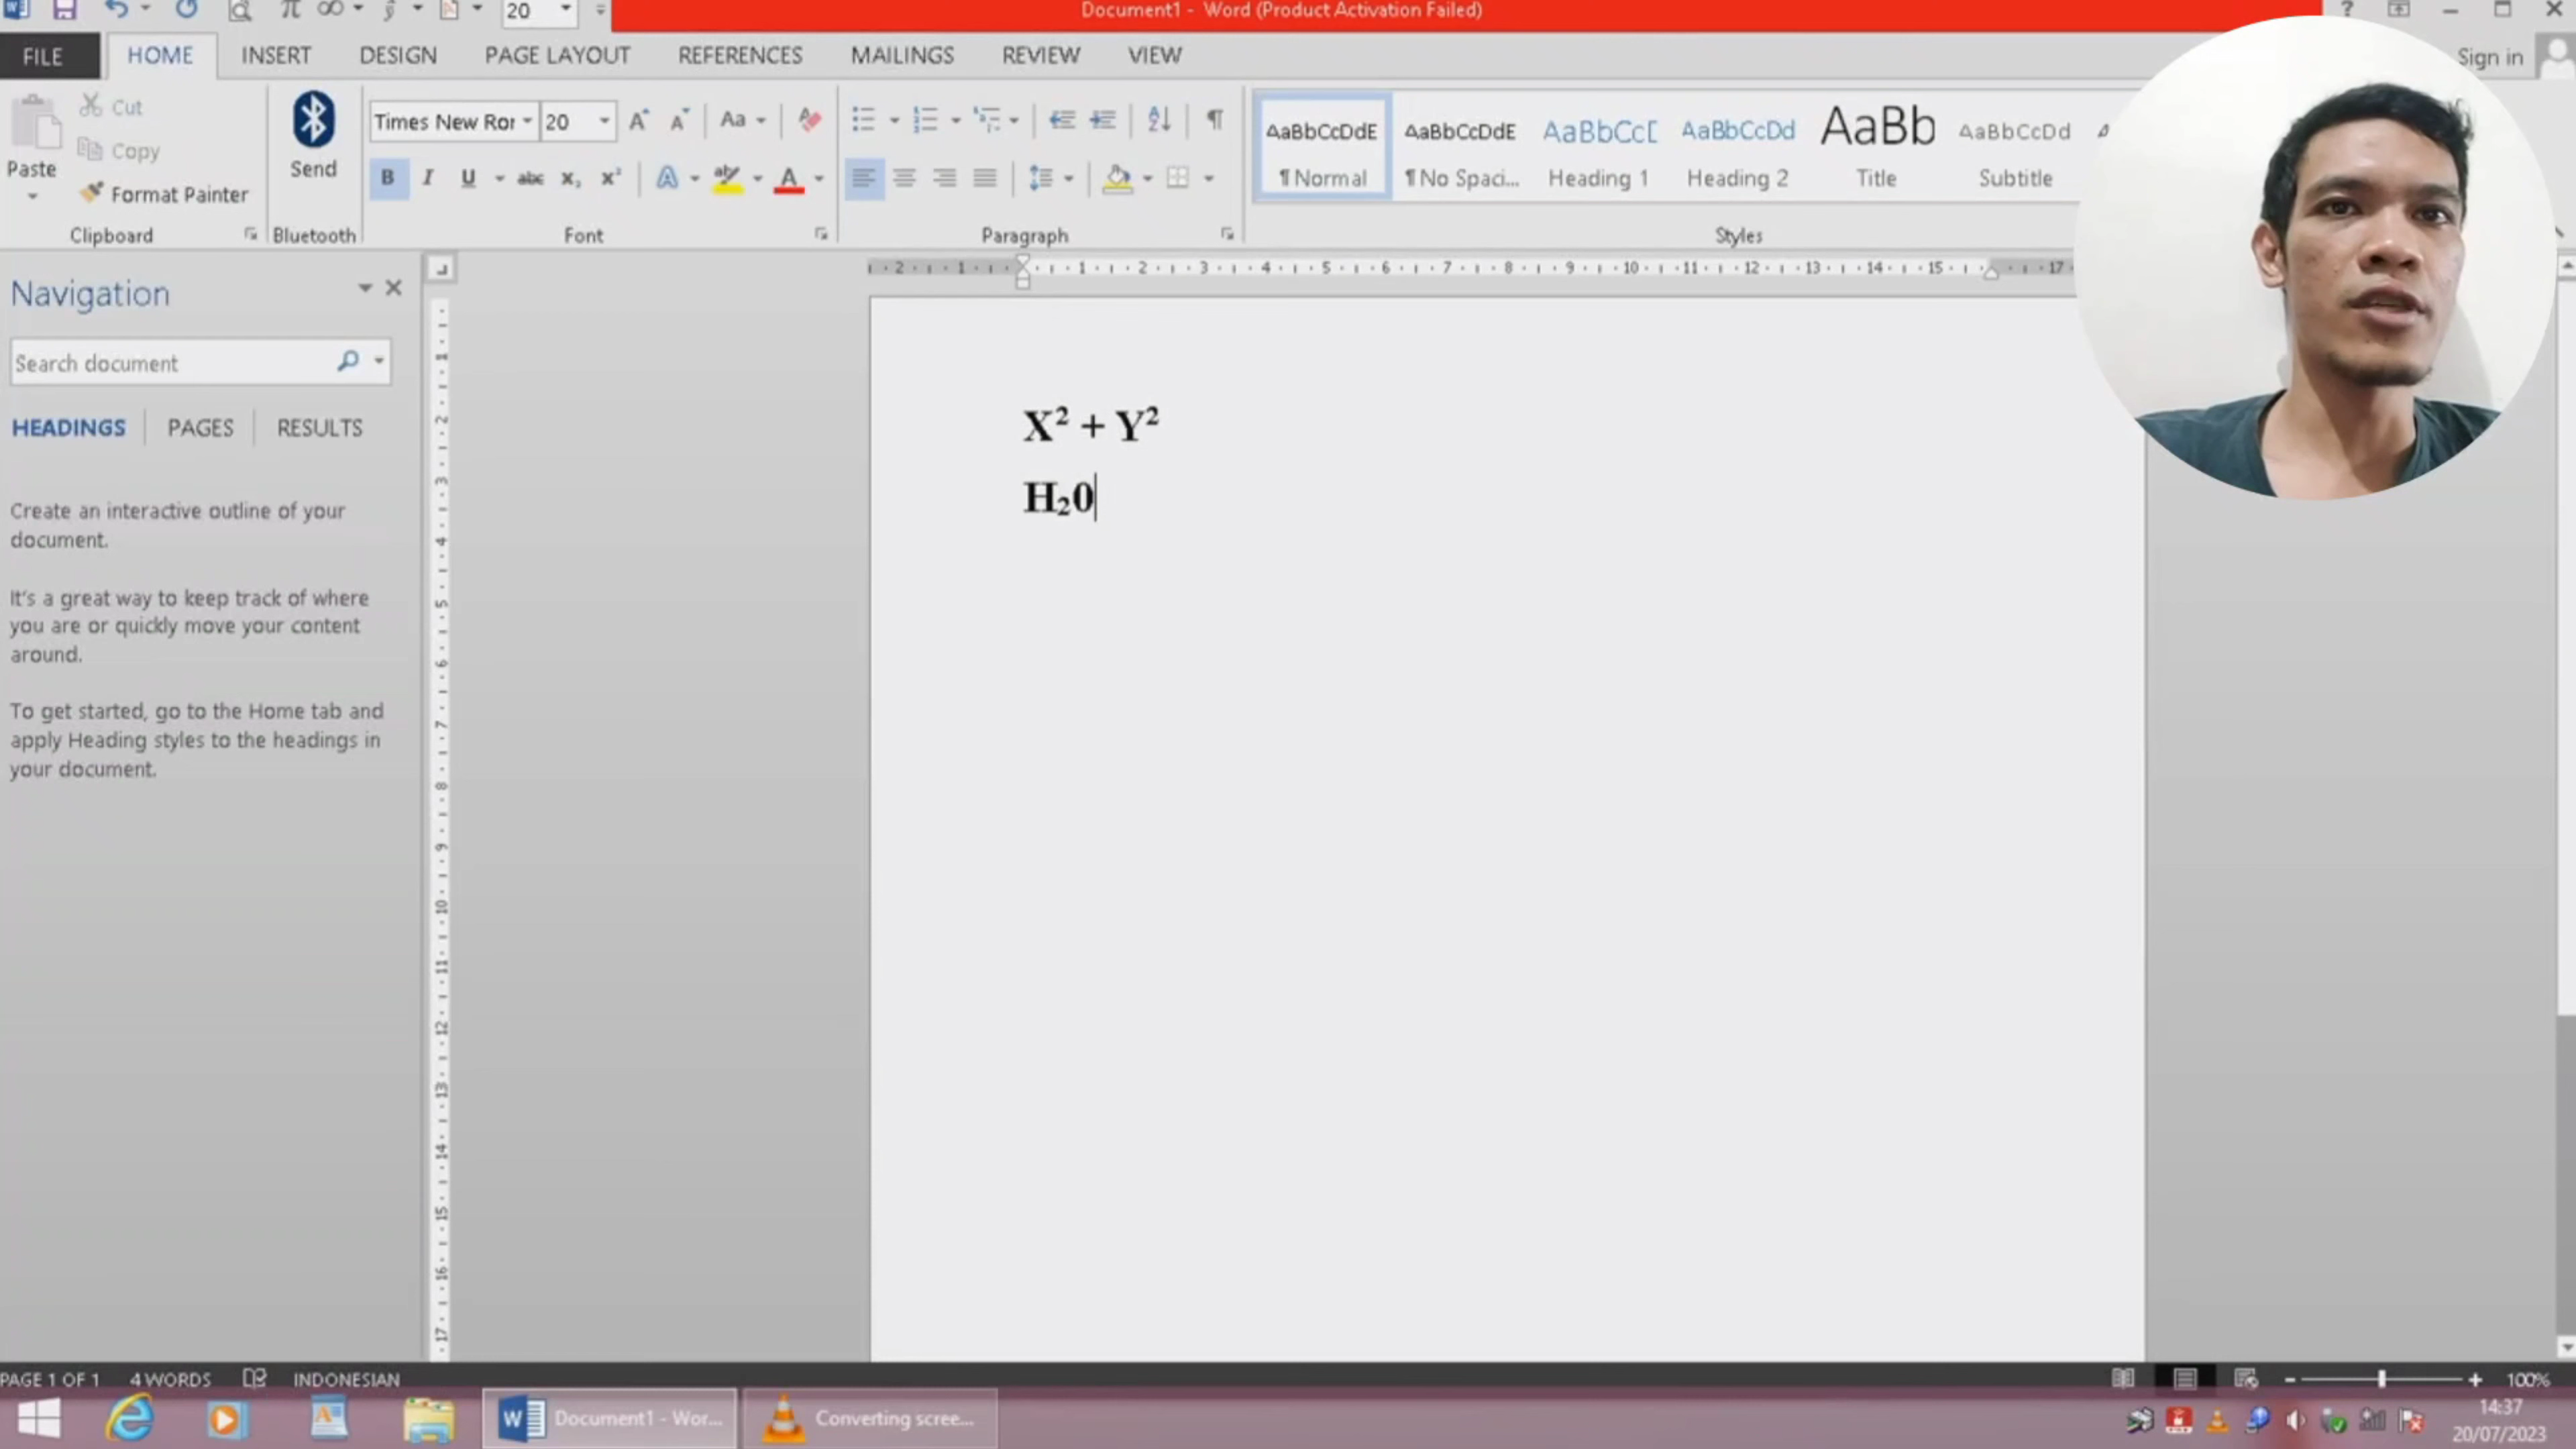 20
Document1 - Word (Product Activation Failed)
FILE
HOME
INSERT
DESIGN
PAGE LAYOUT
REFERENCES
MAILINGS
REVIEW
VIEW
Sign in
Paste
Cut
Copy
Format Painter
Clipboard
Send
Bluetooth
Times New Ror
20
Font
Paragraph
AaBbCcDdE
¶ Normal
AaBbCcDdE
¶ No Spaci...
AaBbCcD
Heading 1
AaBbCcDd
Heading 2
AaBb
Title
AaBbCcDd
Subtitle
Styles
Navigation
Search document
HEADINGS
PAGES
RESULTS
Create an interactive outline of your
document.
It's a great way to keep track of where
you are or quickly move your content
around.
To get started, go to the Home tab and
apply Heading styles to the headings in
your document.
X² + Y²
H₂0
PAGE 1 OF 1
4 WORDS
INDONESIAN
100%
Document1 - Wor...
Converting scree...
14:37
20/07/2023